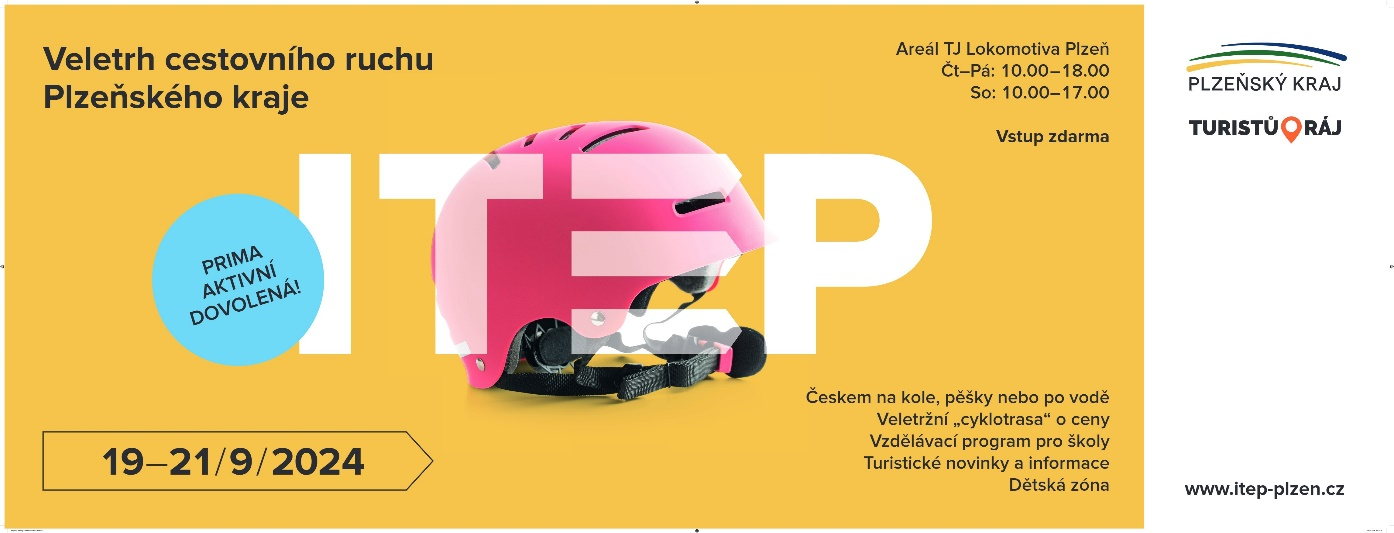 Veletrh cestovního ruchu
Plzeňského kraje
Areál TJ Lokomotiva Plzeň
Čt–Pá: 10.00–18.00
So: 10.00–17.00
Vstup zdarma
PLZEŇSKÝ KRAJ
TURISTŮ RÁJ
ITEP
PRIMA
AKTIVNÍ
DOVOLENÁ!
Českem na kole, pěšky nebo po vodě
Veletržní „cyklotrasa“ o ceny
Vzdělávací program pro školy
Turistické novinky a informace
Dětská zóna
19–21/9/2024
www.itep-plzen.cz